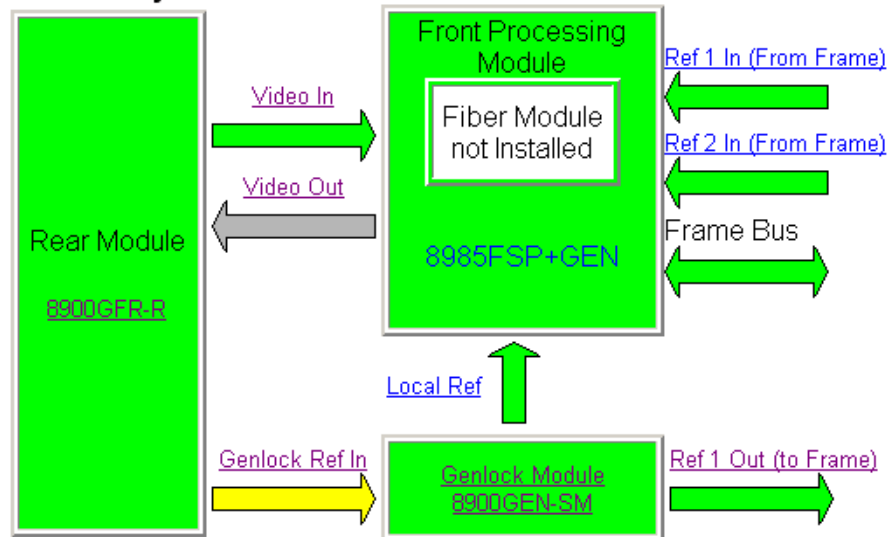 Front Processing
Module
Ref 1 In (From Frame)
Video In
Fiber Module
not Installed
Ref 2 In (From Frame)
Video Out
Rear Module
Frame Bus
8985FSP+GEN
8900GFR-R
Local Ref
Genlock Ref In
Genlock Module
8900GEN-SM
Ref 1 Out (to Frame)